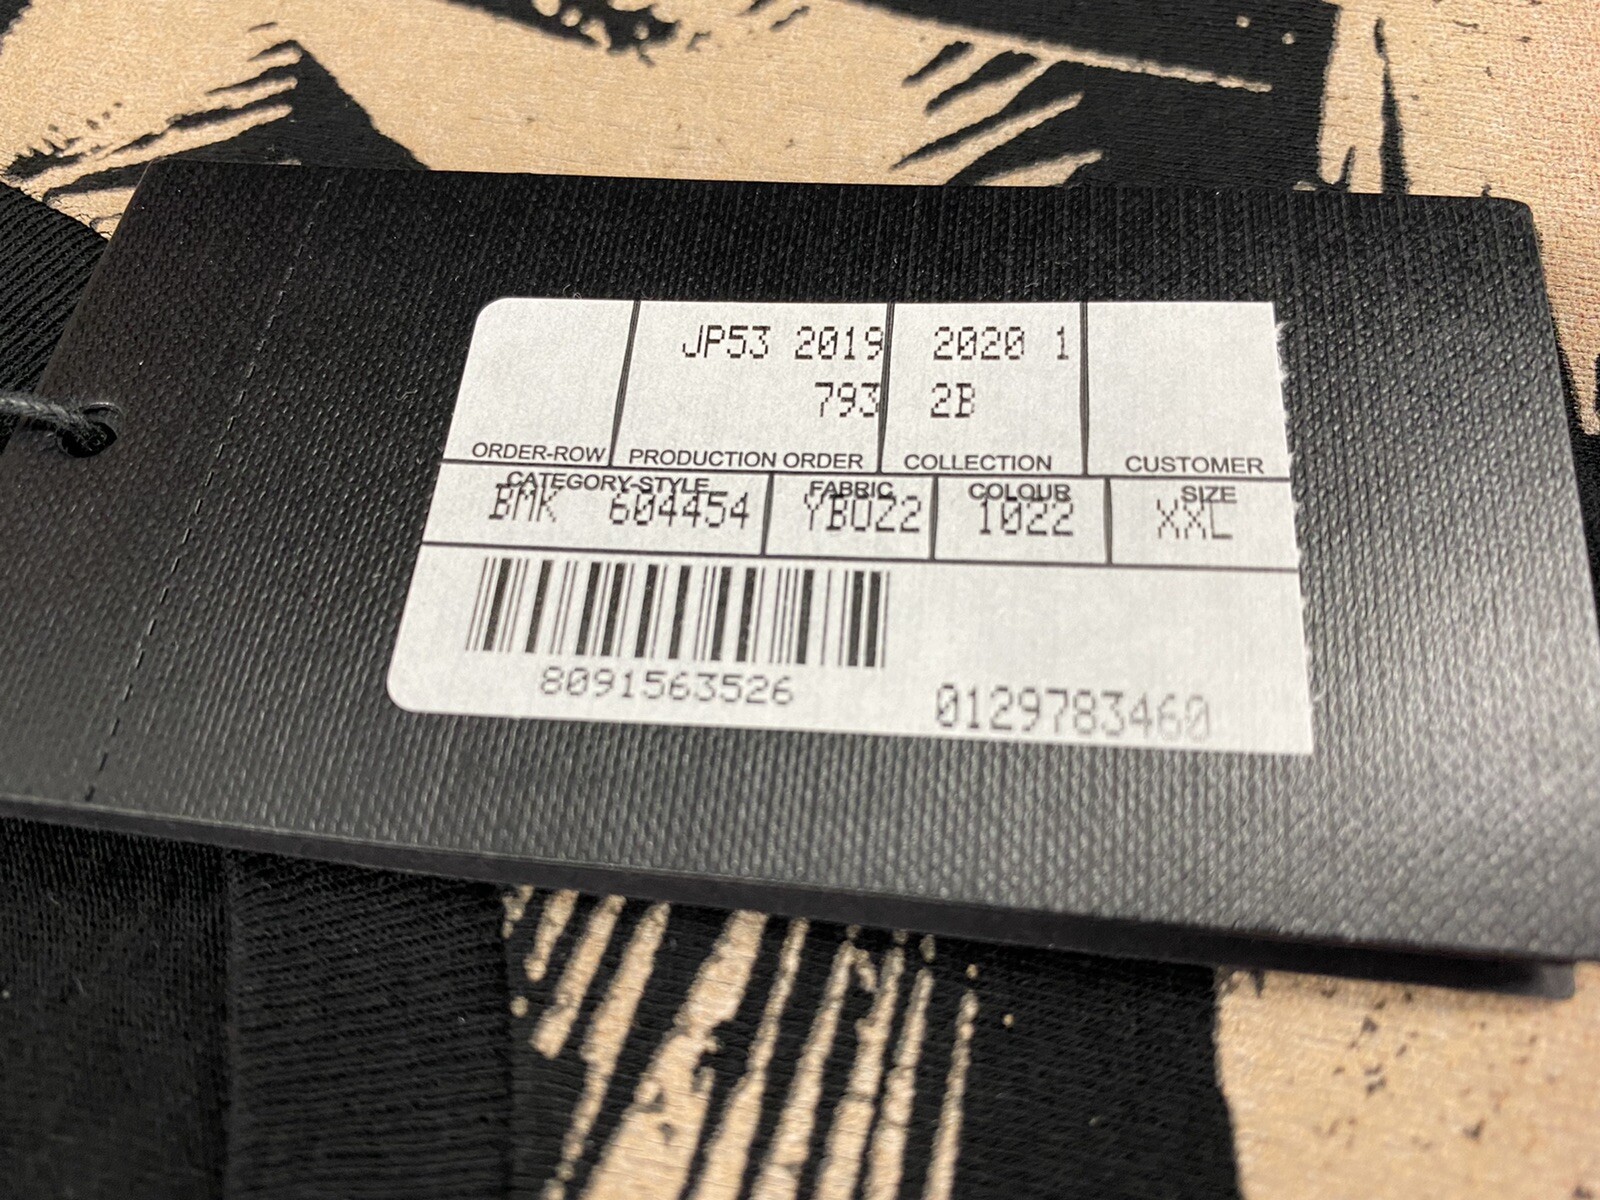 JP53 2019 2020 1
793 2B
ORDER-ROW PRODUCTION ORDER COLLECTION CUSTOMER
CATEGORY-STYLE FABRIC COLOUR SIZE
BMK 604454 YBUZ2 1022 XXL
8091563526 0129783460